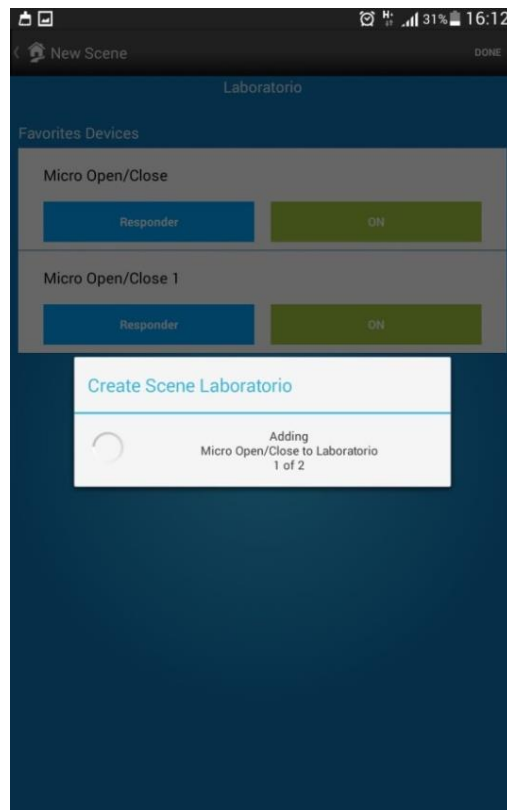 H+ 31% 16:12
New Scene DONE
Laboratorio
Favorites Devices
Micro Open/Close
Responder ON
Micro Open/Close 1
Responder ON
Create Scene Laboratorio
Adding
Micro Open/Close to Laboratorio
1 of 2